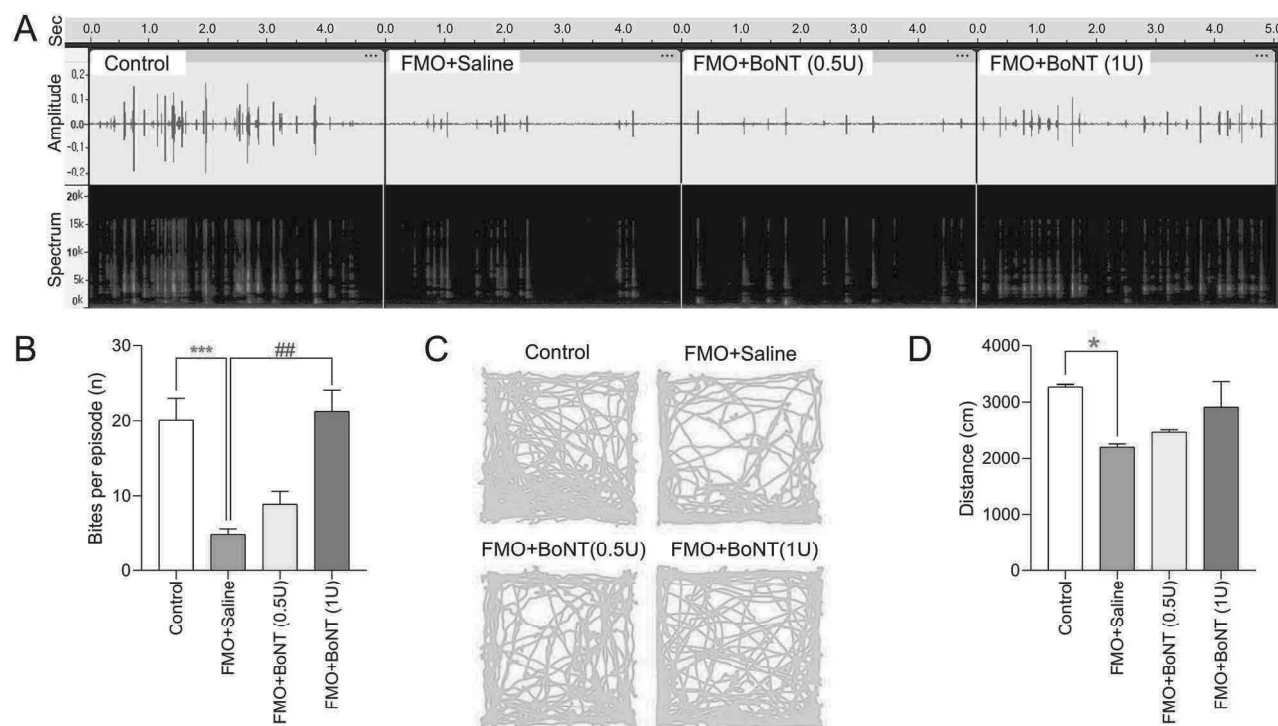 A
Sec
0.0 1.0 2.0 3.0 4.0 0.0 1.0 2.0 3.0 4.0 0.0 1.0 2.0 3.0 4.0 0.0 1.0 2.0 3.0 4.0 5.0
Control
FMO+Saline
FMO+BoNT (0.5U)
FMO+BoNT (1U)
Amplitude
0.2
0.1
0.0
-0.1
-0.2
Spectrum
20k
15k
10k
5k
0k
B
Bites per episode (n)
30
20
10
0
***
##
Control
FMO+Saline
FMO+BoNT (0.5U)
FMO+BoNT (1U)
C
Control
FMO+Saline
FMO+BoNT(0.5U)
FMO+BoNT(1U)
D
Distance (cm)
4000
3000
2000
1000
0
*
Control
FMO+Saline
FMO+BoNT (0.5U)
FMO+BoNT (1U)